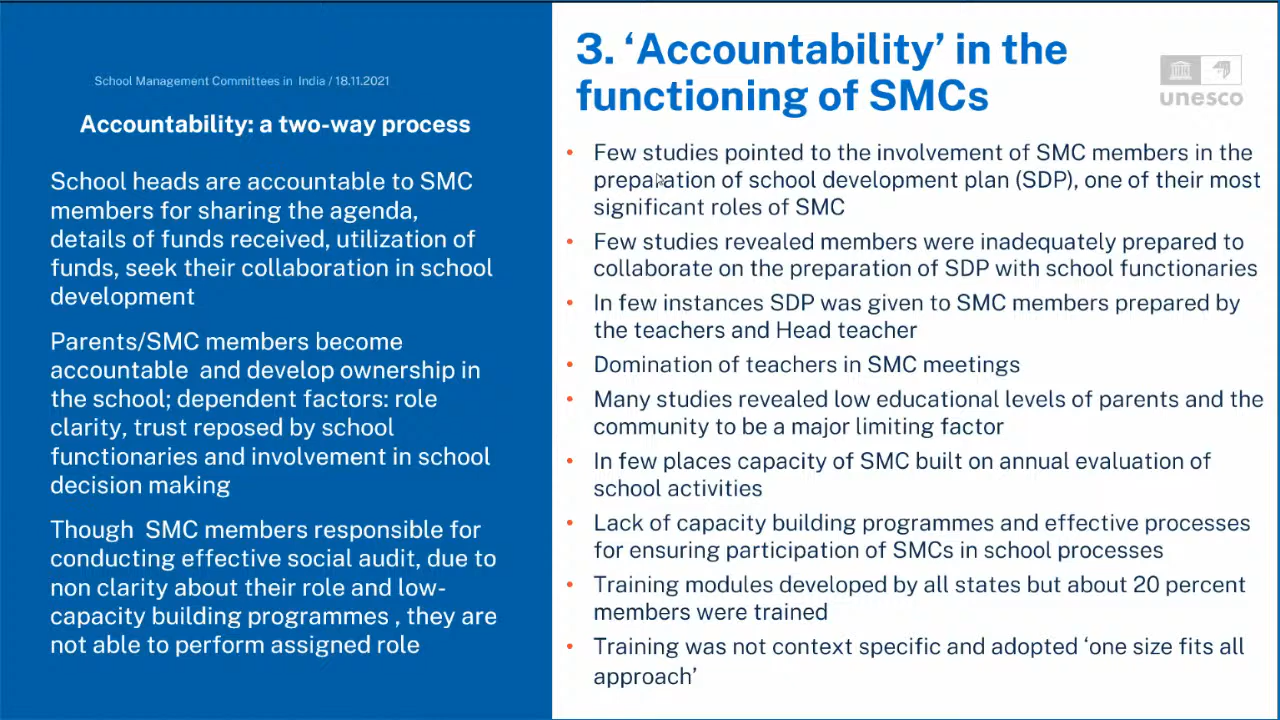 School Management Committees in India / 18.11.2021
Accountability: a two-way process
School heads are accountable to SMC
members for sharing the agenda,
details of funds received, utilization of
funds, seek their collaboration in school
development
Parents/SMC members become
accountable and develop ownership in
the school; dependent factors: role
clarity, trust reposed by school
functionaries and involvement in school
decision making
Though SMC members responsible for
conducting effective social audit, due to
non clarity about their role and low-
capacity building programmes , they are
not able to perform assigned role
3. ‘Accountability’ in the
functioning of SMCs
unesco
• Few studies pointed to the involvement of SMC members in the
preparation of school development plan (SDP), one of their most
significant roles of SMC
• Few studies revealed members were inadequately prepared to
collaborate on the preparation of SDP with school functionaries
• In few instances SDP was given to SMC members prepared by
the teachers and Head teacher
• Domination of teachers in SMC meetings
• Many studies revealed low educational levels of parents and the
community to be a major limiting factor
• In few places capacity of SMC built on annual evaluation of
school activities
• Lack of capacity building programmes and effective processes
for ensuring participation of SMCs in school processes
• Training modules developed by all states but about 20 percent
members were trained
• Training was not context specific and adopted ‘one size fits all
approach’